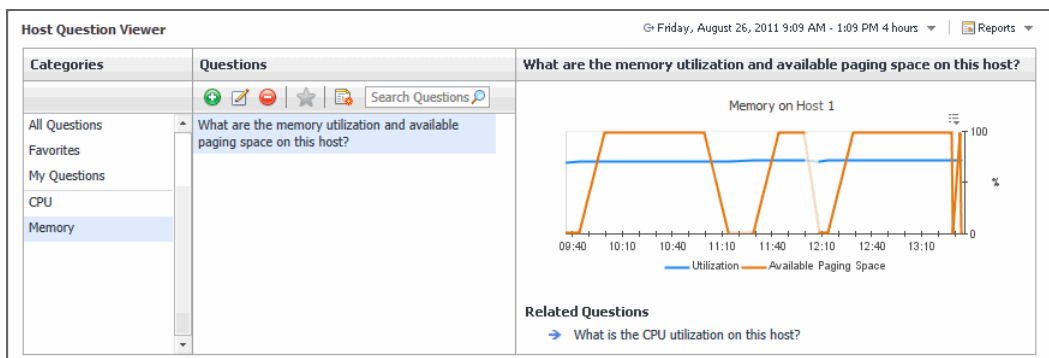 Host Question Viewer
Friday, August 26, 2011 9:09 AM - 1:09 PM 4 hours
Reports
Categories
Questions
What are the memory utilization and available paging space on this host?
Search Questions
All Questions
Favorites
My Questions
CPU
Memory
What are the memory utilization and available
paging space on this host?
Memory on Host 1
100
%
0
09:40 10:10 10:40 11:10 11:40 12:10 12:40 13:10
Utilization Available Paging Space
Related Questions
What is the CPU utilization on this host?